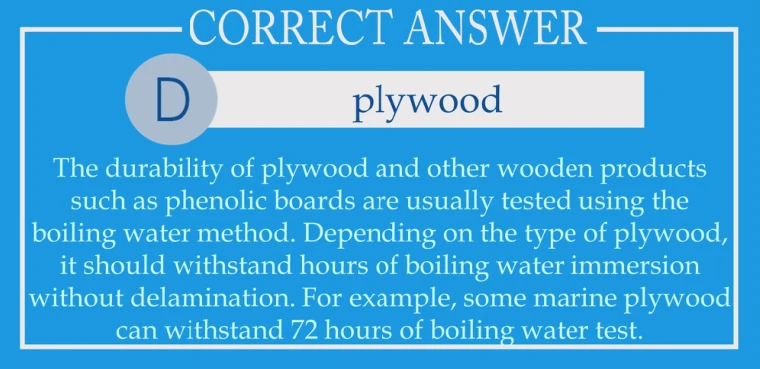 CORRECT ANSWER
D plywood
The durability of plywood and other wooden products
such as phenolic boards are usually tested using the
boiling water method. Depending on the type of plywood,
it should withstand hours of boiling water immersion
without delamination. For example, some marine plywood
can withstand 72 hours of boiling water test.